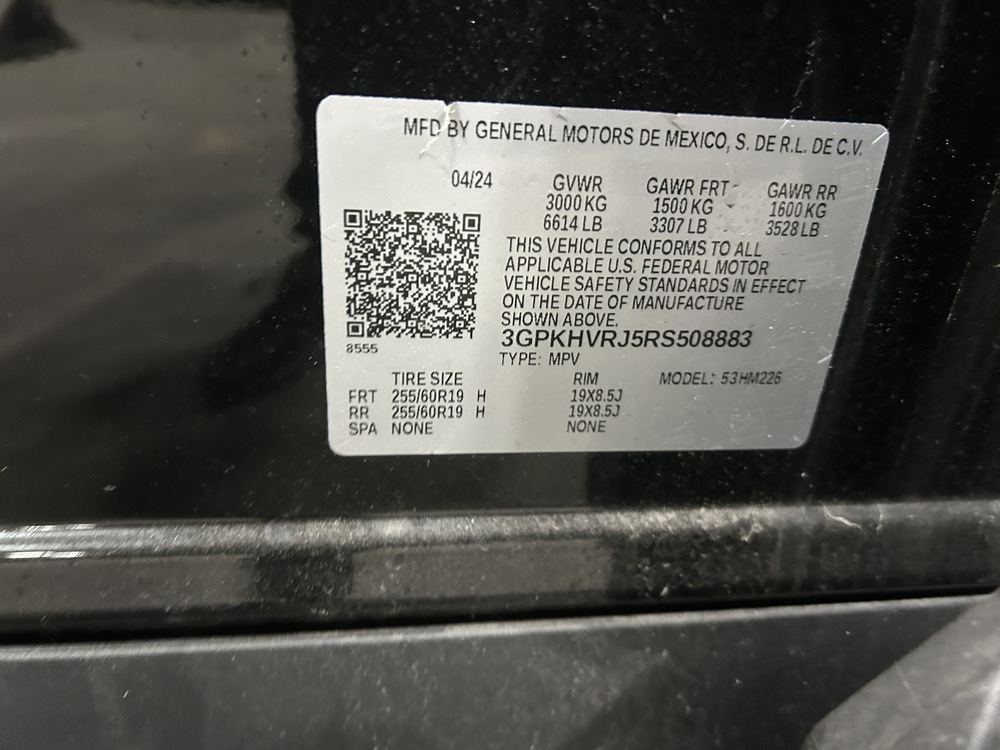 MFD BY GENERAL MOTORS DE MEXICO, S. DE R.L. DE C.V.
04/24 GVWR GAWR FRT GAWR RR
3000 KG 1500 KG 1600 KG
6614 LB 3307 LB 3528 LB
THIS VEHICLE CONFORMS TO ALL
APPLICABLE U.S. FEDERAL MOTOR
VEHICLE SAFETY STANDARDS IN EFFECT
ON THE DATE OF MANUFACTURE
SHOWN ABOVE.
3GPKHVRJ5RS508883
8555
TYPE: MPV
TIRE SIZE RIM MODEL: 53HM226
FRT 255/60R19 H 19X8.5J
RR 255/60R19 H 19X8.5J
SPA NONE NONE